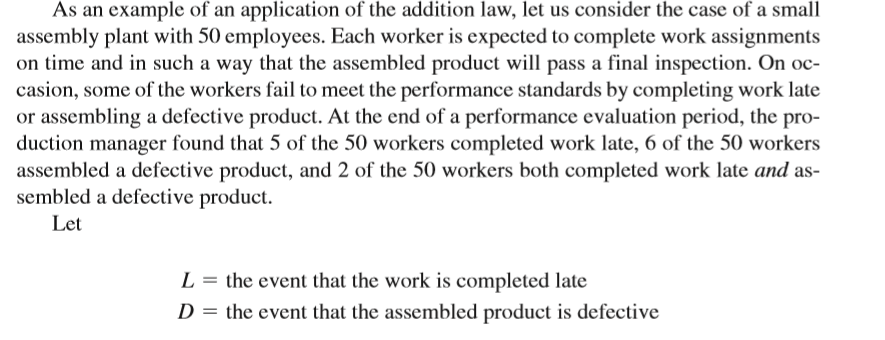 As an example of an application of the addition law, let us consider the case of a small
assembly plant with 50 employees. Each worker is expected to complete work assignments
on time and in such a way that the assembled product will pass a final inspection. On oc-
casion, some of the workers fail to meet the performance standards by completing work late
or assembling a defective product. At the end of a performance evaluation period, the pro-
duction manager found that 5 of the 50 workers completed work late, 6 of the 50 workers
assembled a defective product, and 2 of the 50 workers both completed work late and as-
sembled a defective product.
Let
L = the event that the work is completed late
D = the event that the assembled product is defective